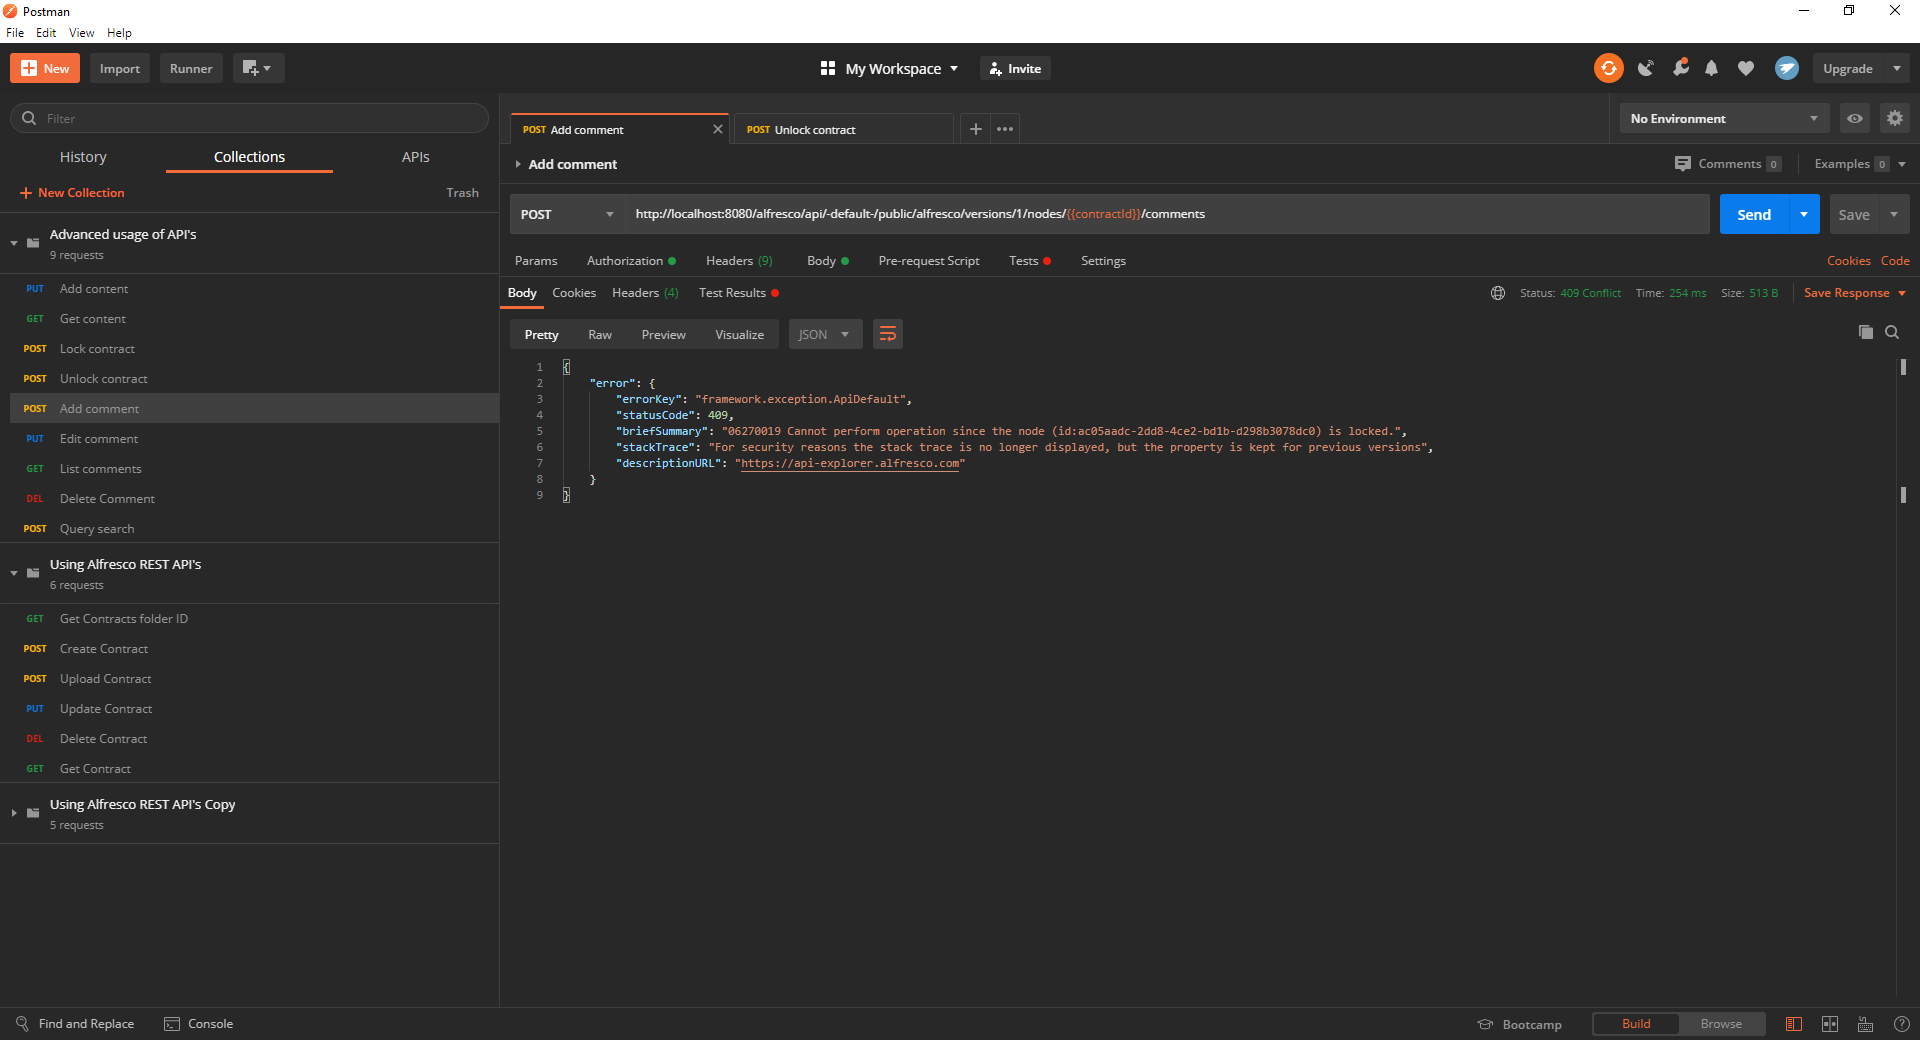 Postman
File Edit View Help
New Import Runner My Workspace Invite Upgrade
Filter
History Collections APIs
New Collection Trash
Advanced usage of API's
9 requests
PUT Add content
GET Get content
POST Lock contract
POST Unlock contract
POST Add comment
PUT Edit comment
GET List comments
DEL Delete Comment
POST Query search
Using Alfresco REST API's
6 requests
GET Get Contracts folder ID
POST Create Contract
POST Upload Contract
PUT Update Contract
DEL Delete Contract
GET Get Contract
Using Alfresco REST API's Copy
5 requests
POST Add comment POST Unlock contract No Environment
Add comment Comments 0 Examples 0
POST http://localhost:8080/alfresco/api/-default-/public/alfresco/versions/1/nodes/{{contractId}}/comments Send Save
Params Authorization Headers (9) Body Pre-request Script Tests Settings Cookies Code
Body Cookies Headers (4) Test Results Status: 409 Conflict Time: 254 ms Size: 513 B Save Response
Pretty Raw Preview Visualize JSON
1 {
2 "error": {
3 "errorKey": "framework.exception.ApiDefault",
4 "statusCode": 409,
5 "briefSummary": "06270019 Cannot perform operation since the node (id:ac05aadc-2dd8-4ce2-bd1b-d298b3078dc0) is locked.",
6 "stackTrace": "For security reasons the stack trace is no longer displayed, but the property is kept for previous versions",
7 "descriptionURL": "https://api-explorer.alfresco.com"
8 }
9 }
Find and Replace Console Bootcamp Build Browse